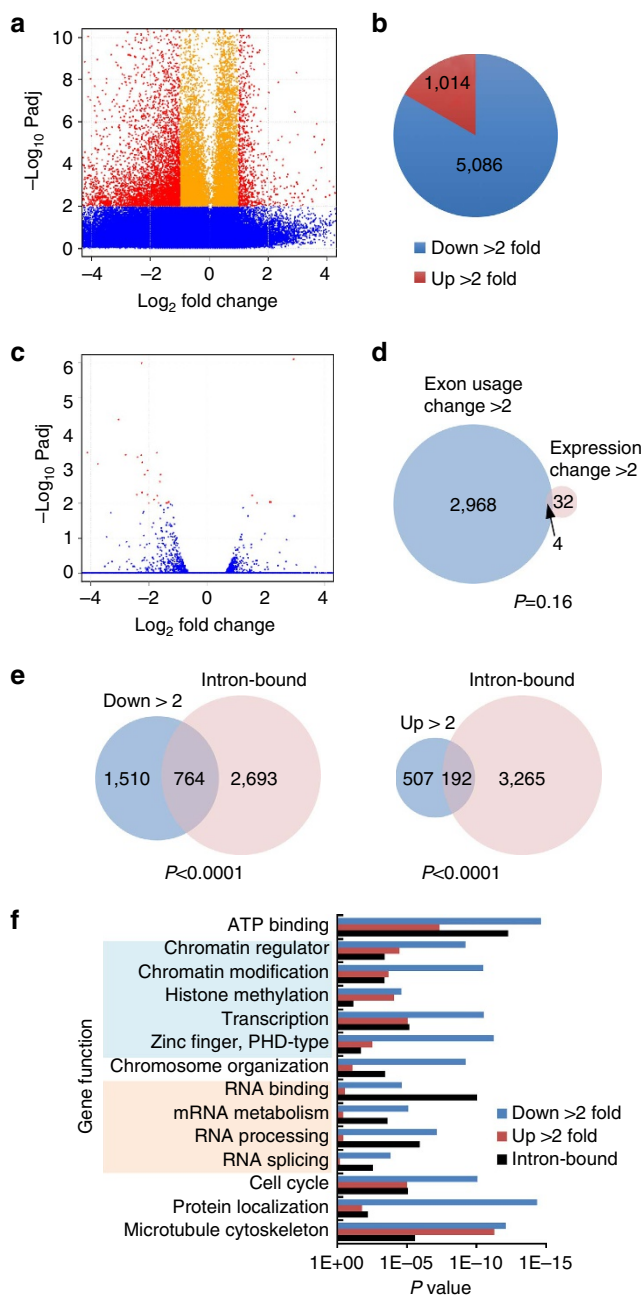 a
10
8
6
4
2
0
–Log10 Padj
−4 −2 0 2 4
Log2 fold change
b
1,014
5,086
Down >2 fold
Up >2 fold
c
6
5
4
3
2
1
0
–Log10 Padj
−4 −2 0 2 4
Log2 fold change
d
Exon usage
change >2
Expression
change >2
2,968
32
4
P=0.16
e
Down > 2
Intron-bound
1,510 764 2,693
P<0.0001
Up > 2
Intron-bound
507 192 3,265
P<0.0001
f
Gene function
ATP binding
Chromatin regulator
Chromatin modification
Histone methylation
Transcription
Zinc finger, PHD-type
Chromosome organization
RNA binding
mRNA metabolism
RNA processing
RNA splicing
Cell cycle
Protein localization
Microtubule cytoskeleton
Down >2 fold
Up >2 fold
Intron-bound
1E+00 1E−05 1E−10 1E−15
P value